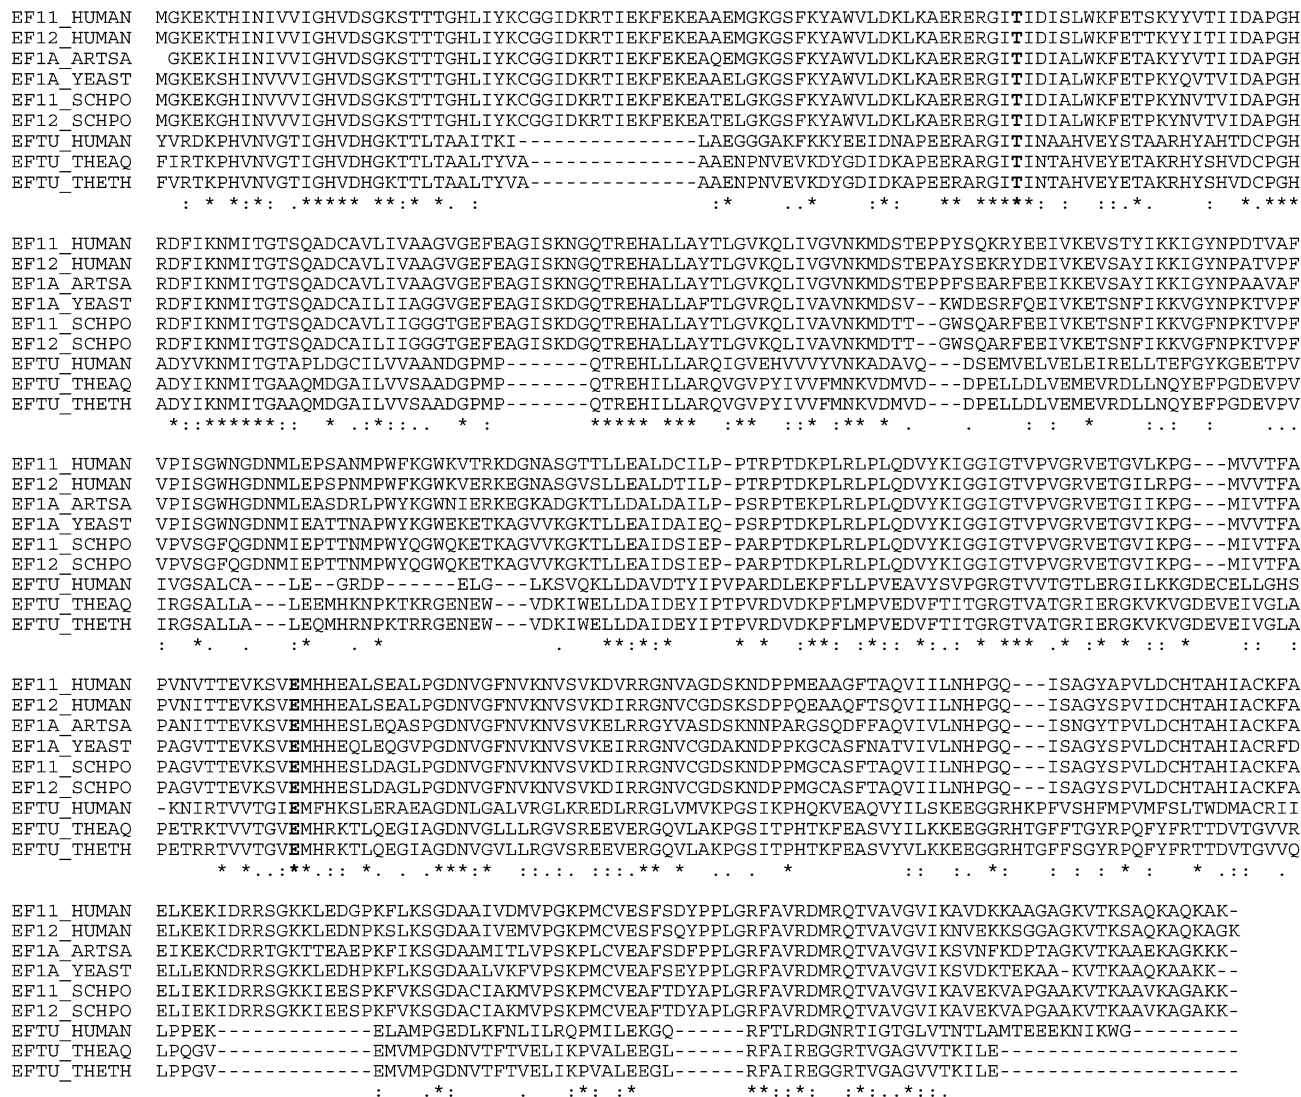 EF11_HUMAN MGKEKTHINIVVIGHVDSGKSTTTGHLIYKCGGIDKRTIEKFEKEAAEMGKGSFKYAWVLDKLKAERERGITIDISLWKFETSKYYVTIIDAPGH
EF12_HUMAN MGKEKTHINIVVIGHVDSGKSTTTGHLIYKCGGIDKRTIEKFEKEAAEMGKGSFKYAWVLDKLKAERERGITIDISLWKFETTKYYITIIDAPGH
EF1A_ARTSA GKEKIHINIVVIGHVDSGKSTTTGHLIYKCGGIDKRTIEKFEKEAQEMGKGSFKYAWVLDKLKAERERGITIDIALWKFETAKYYVTIIDAPGH
EF1A_YEAST MGKEKSHINVVVIGHVDSGKSTTTGHLIYKCGGIDKRTIEKFEKEAAELGKGSFKYAWVLDKLKAERERGITIDIALWKFETPKYQVTVIDAPGH
EF11_SCHPO MGKEKGHINVVVIGHVDSGKSTTTGHLIYKCGGIDKRTIEKFEKEATELGKGSFKYAWVLDKLKAERERGITIDIALWKFETPKYNVTVIDAPGH
EF12_SCHPO MGKEKGHINVVVIGHVDSGKSTTTGHLIYKCGGIDKRTIEKFEKEATELGKGSFKYAWVLDKLKAERERGITIDIALWKFETPKYNVTVIDAPGH
EFTU_HUMAN YVRDKPHVNVGTIGHVDHGKTTLTAAITKI---------------LAEGGGAKFKKYEEIDNAPEERARGITINAAHVEYSTAARHYAHTDCPGH
EFTU_THEAQ FIRTKPHVNVGTIGHVDHGKTTLTAALTYVA--------------AAENPNVEVKDYGDIDKAPEERARGITINTAHVEYETAKRHYSHVDCPGH
EFTU_THETH FVRTKPHVNVGTIGHVDHGKTTLTAALTYVA--------------AAENPNVEVKDYGDIDKAPEERARGITINTAHVEYETAKRHYSHVDCPGH
: * *:*: .***** **:* *. : :* ..* :*: ** ****** : ::.*. : *.***
EF11_HUMAN RDFIKNMITGTSQADCAVLIVAAGVGEFEAGISKNGQTREHALLAYTLGVKQLIVGVNKMDSTEPPYSQKRYEEIVKEVSTYIKKIGYNPDTVAF
EF12_HUMAN RDFIKNMITGTSQADCAVLIVAAGVGEFEAGISKNGQTREHALLAYTLGVKQLIVGVNKMDSTEPAYSEKRYDEIVKEVSAYIKKIGYNPATVPF
EF1A_ARTSA RDFIKNMITGTSQADCAVLIVAAGVGEFEAGISKNGQTREHALLAYTLGVKQLIVGVNKMDSTEPPFSEARFEEIKKEVSAYIKKIGYNPAAVAF
EF1A_YEAST RDFIKNMITGTSQADCAILIIAGGVGEFEAGISKDGQTREHALLAFTLGVRQLIVAVNKMDSV--KWDESRFQEIVKETSNFIKKVGYNPKTVPF
EF11_SCHPO RDFIKNMITGTSQADCAVLIIGGGTGEFEAGISKDGQTREHALLAYTLGVKQLIVAVNKMDTT--GWSQARFEEIVKETSNFIKKVGFNPKTVPF
EF12_SCHPO RDFIKNMITGTSQADCAVLIIGGGTGEFEAGISKDGQTREHALLAYTLGVKQLIVAVNKMDTT--GWSQARFEEIVKETSNFIKKVGFNPKTVPF
EFTU_HUMAN ADYVKNMITGTAPLDGCILVVAANDGPMP-------QTREHLLLARQIGVEHVVVYVNKADAVQ---DSEMVELVELEIRELLTEFGYKGEETPV
EFTU_THEAQ ADYIKNMITGAAQMDGAILVVSAADGPMP-------QTREHILLARQVGVPYIVVFMNKVDMVD---DPELLDLVEMEVRDLLNQYEFPGDEVPV
EFTU_THETH ADYIKNMITGAAQMDGAILVVSAADGPMP-------QTREHILLARQVGVPYIVVFMNKVDMVD---DPELLDLVEMEVRDLLNQYEFPGDEVPV
*::******:: * .:*::.. * : ***** *** :** ::* :** * . . : : * :.: : ...
EF11_HUMAN VPISGWNGDNMLEPSANMPWFKGWKVTRKDGNASGTTLLEALDCILP-PTRPTDKPLRLPLQDVYKIGGIGTVPVGRVETGVLKPG---MVVTFA
EF12_HUMAN VPISGWHGDNMLEPSPNMPWFKGWKVERKEGNASGVSLLEALDTILP-PTRPTDKPLRLPLQDVYKIGGIGTVPVGRVETGILRPG---MVVTFA
EF1A_ARTSA VPISGWHGDNMLEASDRLPWYKGWNIERKEGKADGKTLLDALDAILP-PSRPTEKPLRLPLQDVYKIGGIGTVPVGRVETGIIKPG---MIVTFA
EF1A_YEAST VPISGWNGDNMIEATTNAPWYKGWEKETKAGVVKGKTLLEAIDAIEQ-PSRPTDKPLRLPLQDVYKIGGIGTVPVGRVETGVIKPG---MVVTFA
EF11_SCHPO VPVSGFQGDNMIEPTTNMPWYQGWQKETKAGVVKGKTLLEAIDSIEP-PARPTDKPLRLPLQDVYKIGGIGTVPVGRVETGVIKPG---MIVTFA
EF12_SCHPO VPVSGFQGDNMIEPTTNMPWYQGWQKETKAGVVKGKTLLEAIDSIEP-PARPTDKPLRLPLQDVYKIGGIGTVPVGRVETGVIKPG---MIVTFA
EFTU_HUMAN IVGSALCA---LE--GRDP------ELG---LKSVQKLLDAVDTYIPVPARDLEKPFLLPVEAVYSVPGRGTVVTGTLERGILKKGDECELLGHS
EFTU_THEAQ IRGSALLA---LEEMHKNPKTKRGENEW---VDKIWELLDAIDEYIPTPVRDVDKPFLMPVEDVFTITGRGTVATGRIERGKVKVGDEVEIVGLA
EFTU_THETH IRGSALLA---LEQMHRNPKTRRGENEW---VDKIWELLDAIDEYIPTPVRDVDKPFLMPVEDVFTITGRGTVATGRIERGKVKVGDEVEIVGLA
: *. . :* . * . **:*:* * * :**: :*:: *:.: * *** .* :* * :: * :: :
EF11_HUMAN PVNVTTEVKSVEMHHEALSEALPGDNVGFNVKNVSVKDVRRGNVAGDSKNDPPMEAAGFTAQVIILNHPGQ---ISAGYAPVLDCHTAHIACKFA
EF12_HUMAN PVNITTEVKSVEMHHEALSEALPGDNVGFNVKNVSVKDIRRGNVCGDSKSDPPQEAAQFTSQVIILNHPGQ---ISAGYSPVIDCHTAHIACKFA
EF1A_ARTSA PANITTEVKSVEMHHESLEQASPGDNVGFNVKNVSVKELRRGYVASDSKNNPARGSQDFFAQVIVLNHPGQ---ISNGYTPVLDCHTAHIACKFA
EF1A_YEAST PAGVTTEVKSVEMHHEQLEQGVPGDNVGFNVKNVSVKEIRRGNVCGDAKNDPPKGCASFNATVIVLNHPGQ---ISAGYSPVLDCHTAHIACRFD
EF11_SCHPO PAGVTTEVKSVEMHHESLDAGLPGDNVGFNVKNVSVKDIRRGNVCGDSKNDPPMGCASFTAQVIILNHPGQ---ISAGYSPVLDCHTAHIACKFA
EF12_SCHPO PAGVTTEVKSVEMHHESLDAGLPGDNVGFNVKNVSVKDIRRGNVCGDSKNDPPMGCASFTAQVIILNHPGQ---ISAGYSPVLDCHTAHIACKFA
EFTU_HUMAN -KNIRTVVTGIEMFHKSLERAEAGDNLGALVRGLKREDLRRGLVMVKPGSIKPHQKVEAQVYILSKEEGGRHKPFVSHFMPVMFSLTWDMACRII
EFTU_THEAQ PETRKTVVTGVEMHRKTLQEGIAGDNVGLLLRGVSREEVERGQVLAKPGSITPHTKFEASVYILKKEEGGRHTGFFTGYRPQFYFRTTDVTGVVR
EFTU_THETH PETRRTVVTGVEMHRKTLQEGIAGDNVGVLLRGVSREEVERGQVLAKPGSITPHTKFEASVYVLKKEEGGRHTGFFSGYRPQFYFRTTDVTGVVQ
* *..:**.:: *. .***:* ::.:. ::.** * .. . * :: :. : : : * : * .:: .
EF11_HUMAN ELKEKIDRRSGKKLEDGPKFLKSGDAAIVDMVPGKPMCVESFSDYPPLGRFAVRDMRQTVAVGVIKAVDKKAAGAGKVTKSAQKAQKAK-
EF12_HUMAN ELKEKIDRRSGKKLEDNPKSLKSGDAAIVEMVPGKPMCVESFSQYPPLGRFAVRDMRQTVAVGVIKNVEKKSGGAGKVTKSAQKAQKAGK
EF1A_ARTSA EIKEKCDRRTGKTTEAEPKFIKSGDAAMITLVPSKPLCVEAFSDFPPLGRFAVRDMRQTVAVGVIKSVNFKDPTAGKVTKAAEKAGKKK-
EF1A_YEAST ELLEKNDRRSGKKLEDHPKFLKSGDAALVKFVPSKPMCVEAFSEYPPLGRFAVRDMRQTVAVGVIKSVDKTEKAA-KVTKAAQKAAKK--
EF11_SCHPO ELIEKIDRRSGKKIEESPKFVKSGDACIAKMVPSKPMCVEAFTDYAPLGRFAVRDMRQTVAVGVIKAVEKVAPGAAKVTKAAVKAGAKK-
EF12_SCHPO ELIEKIDRRSGKKIEESPKFVKSGDACIAKMVPSKPMCVEAFTDYAPLGRFAVRDMRQTVAVGVIKAVEKVAPGAAKVTKAAVKAGAKK-
EFTU_HUMAN LPPEK-------------ELAMPGEDLKFNLILRQPMILEKGQ------RFTLRDGNRTIGTGLVTNTLAMTEEEKNIKWG---------
EFTU_THEAQ LPQGV-------------EMVMPGDNVTFTVELIKPVALEEGL------RFAIREGGRTVGAGVVTKILE--------------------
EFTU_THETH LPPGV-------------EMVMPGDNVTFTVELIKPVALEEGL------RFAIREGGRTVGAGVVTKILE--------------------
: .*: . :*: :* **::*: :*:..*::.